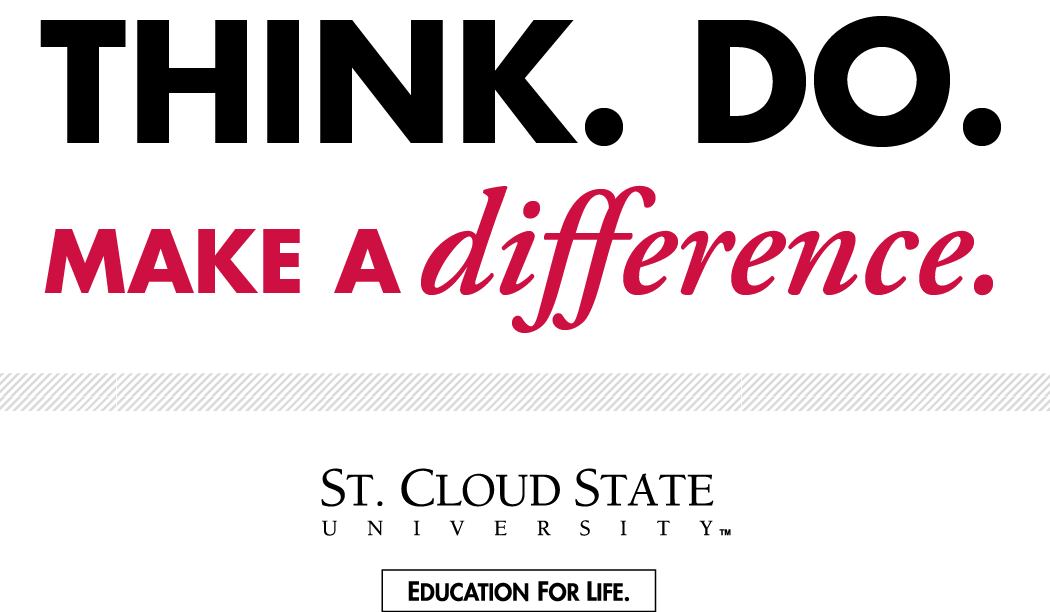 THINK. DO.
MAKE A difference.
ST. CLOUD STATE
UNIVERSITY™
EDUCATION FOR LIFE.